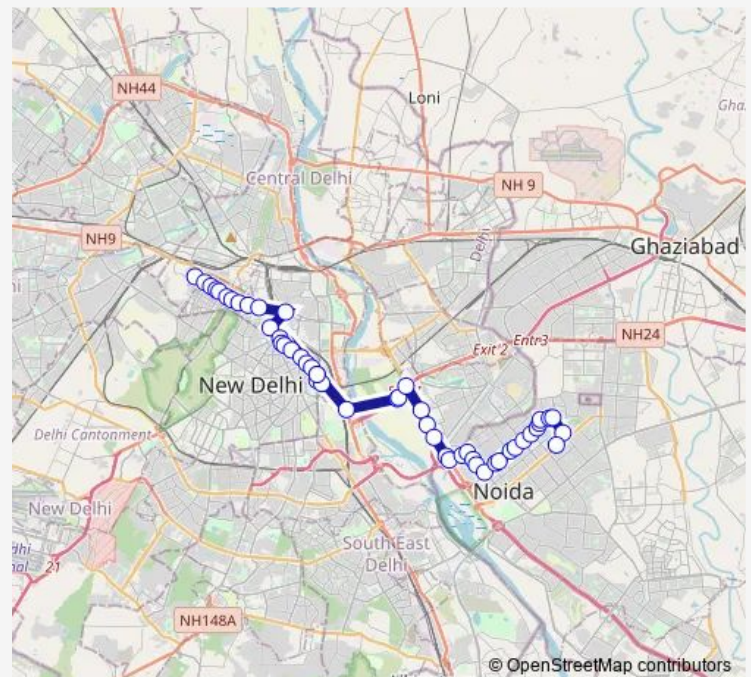 NH44
Loni
Central Delhi
NH 9
NH9
Delhi
Ghaziabad
Exit 2
Entr3
NH24
New Delhi
Delhi Cantonment
New Delhi
Noida
21
South East
Delhi
NH148A
© OpenStreetMap contributors